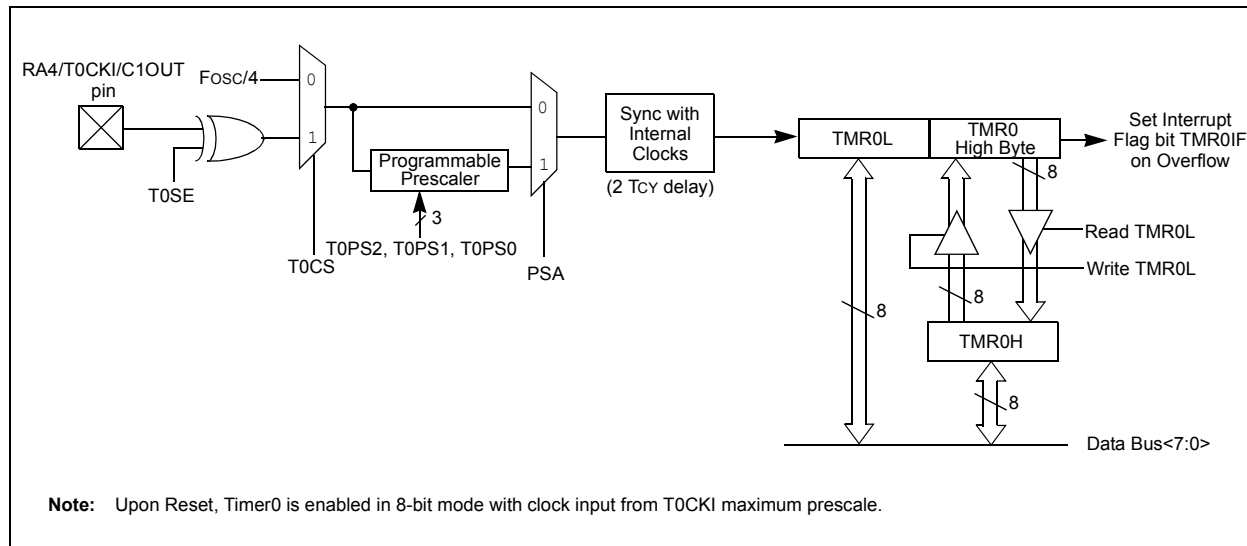 RA4/T0CKI/C1OUT
pin
FOSC/4
0
1
T0SE
T0CS
Programmable
Prescaler
3
T0PS2, T0PS1, T0PS0
0
1
PSA
Sync with
Internal
Clocks
(2 TCY delay)
TMR0L
TMR0
High Byte
Set Interrupt
Flag bit TMR0IF
on Overflow
8
Read TMR0L
Write TMR0L
8
8
TMR0H
8
Data Bus<7:0>
Note: Upon Reset, Timer0 is enabled in 8-bit mode with clock input from T0CKI maximum prescale.